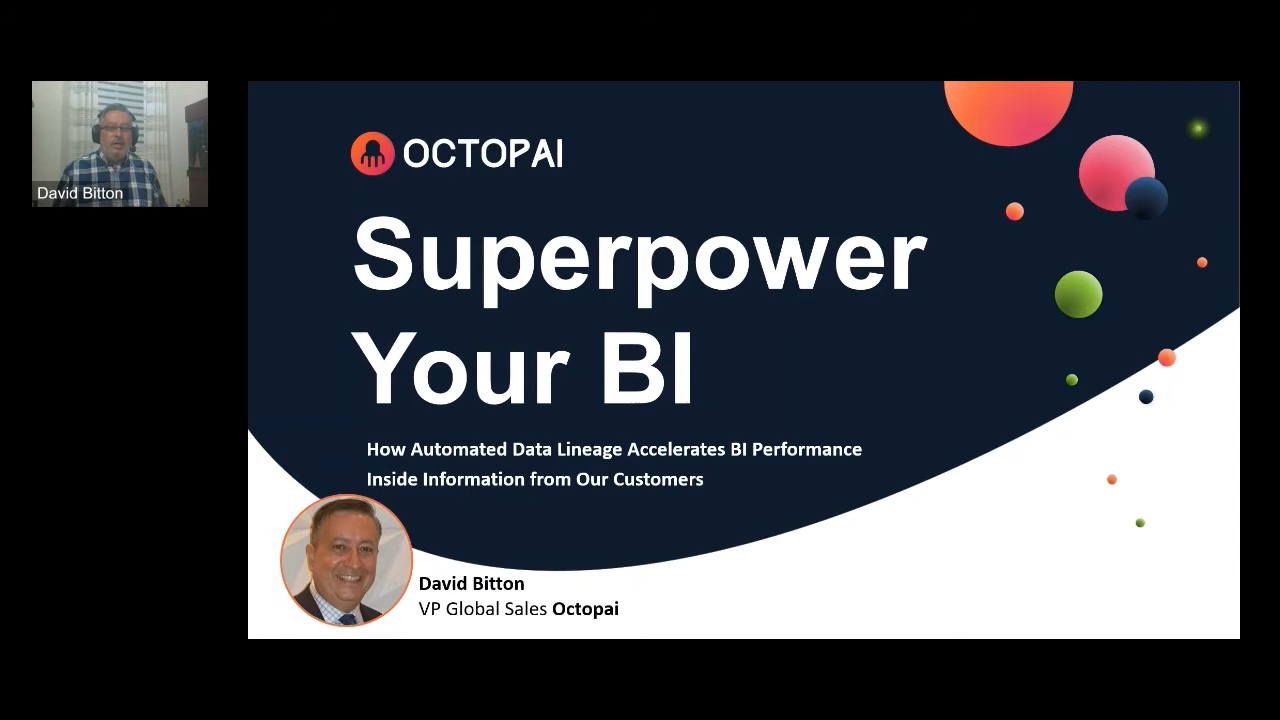 David Bitton
OCTOPAI
Superpower
Your BI
How Automated Data Lineage Accelerates BI Performance
Inside Information from Our Customers
David Bitton
VP Global Sales Octopai